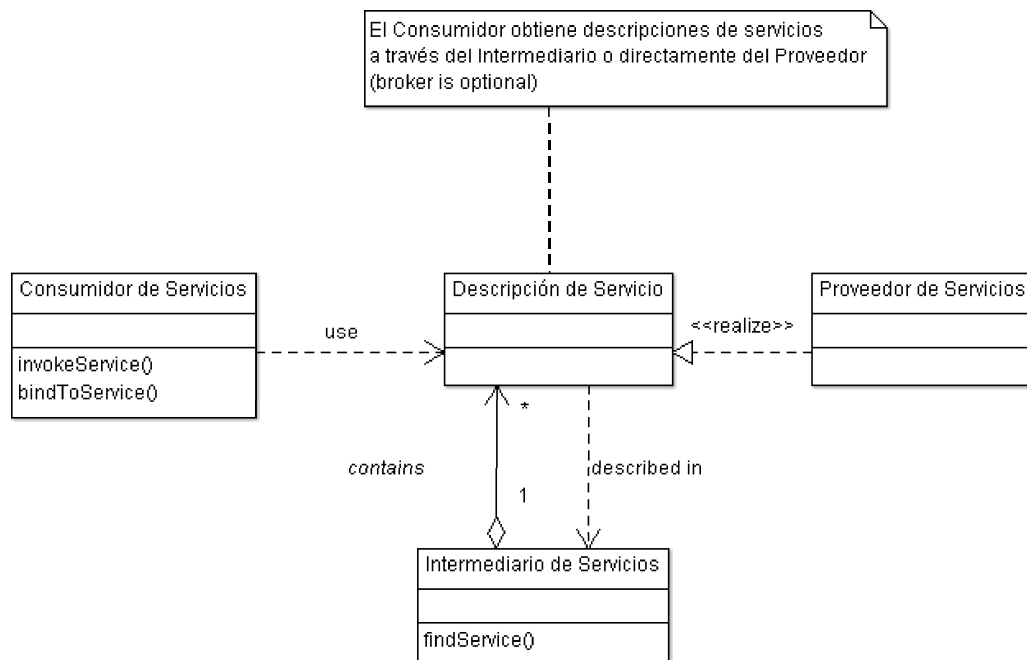 El Consumidor obtiene descripciones de servicios
a través del Intermediario o directamente del Proveedor
(broker is optional)
Consumidor de Servicios
invokeService()
bindToService()
use
Descripción de Servicio
<<realize>>
Proveedor de Servicios
*
contains
1
described in
Intermediario de Servicios
findService()